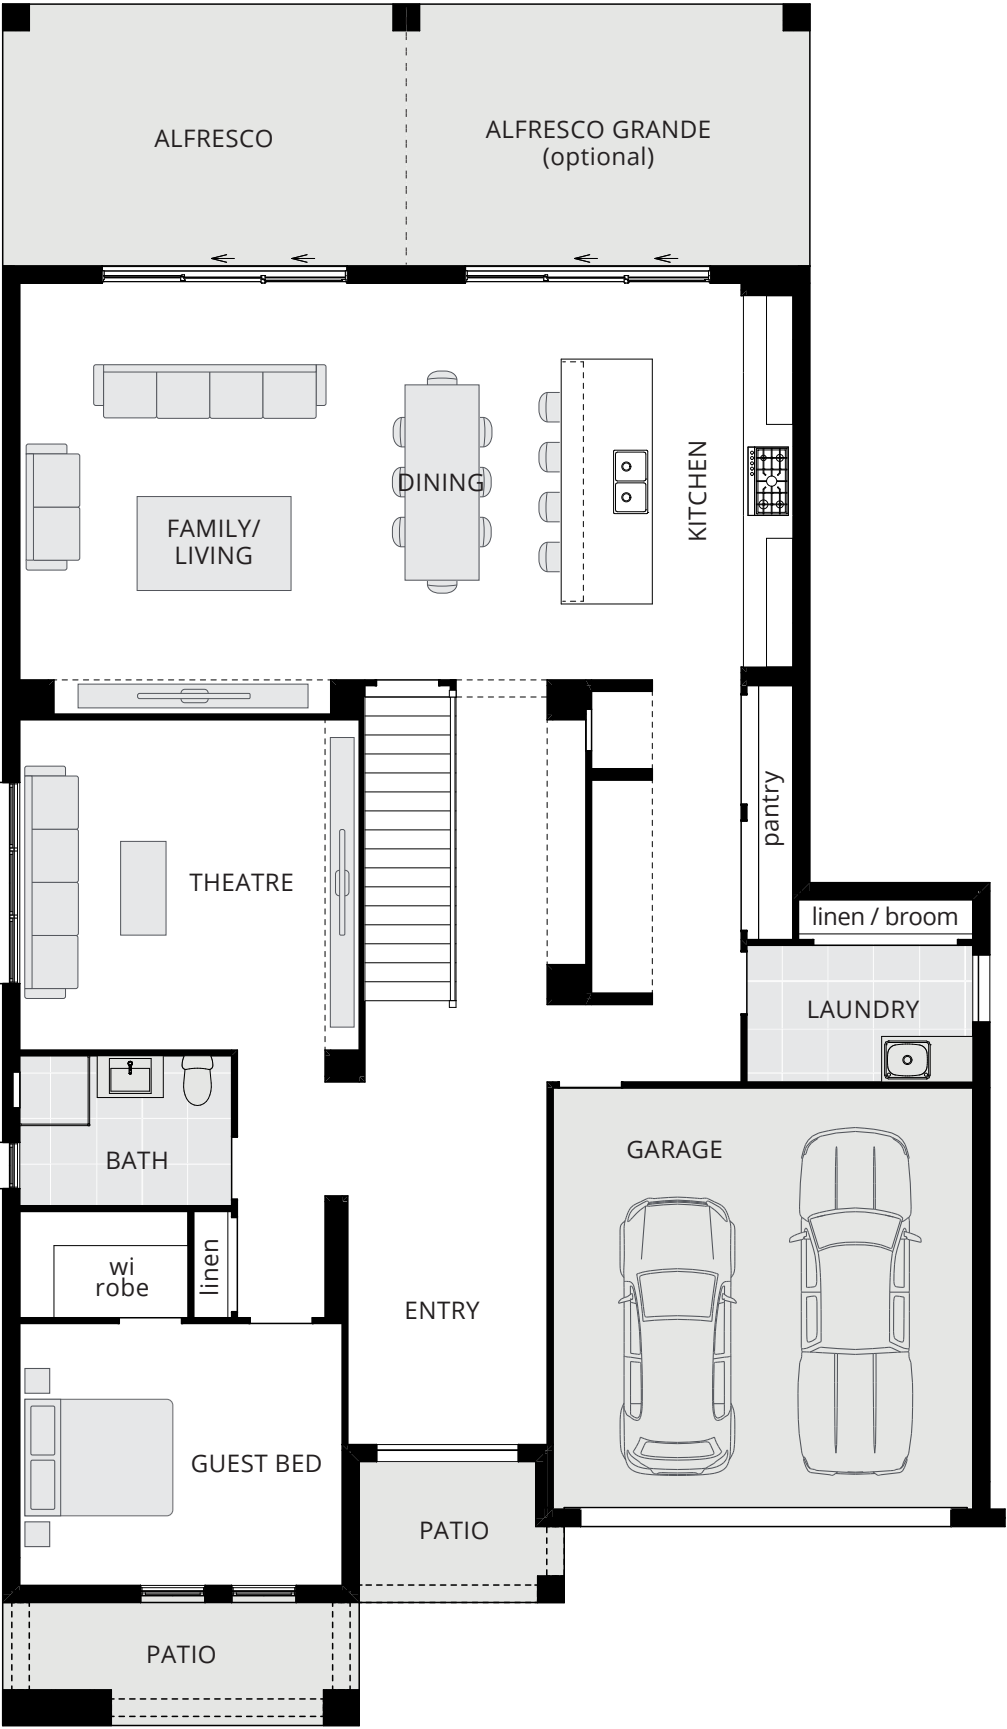 ALFRESCO
ALFRESCO GRANDE
(optional)
FAMILY/
LIVING
DINING
KITCHEN
pantry
THEATRE
linen / broom
LAUNDRY
BATH
GARAGE
wi
robe
linen
ENTRY
GUEST BED
PATIO
PATIO